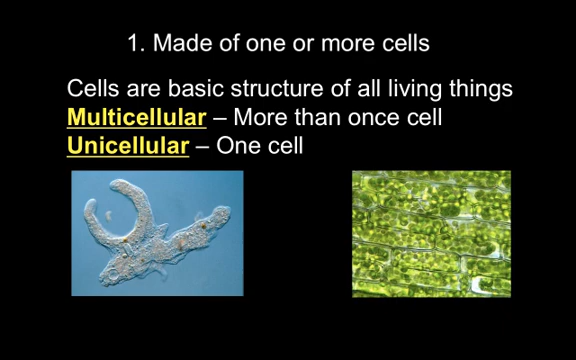 1. Made of one or more cells
Cells are basic structure of all living things
Multicellular – More than once cell
Unicellular – One cell